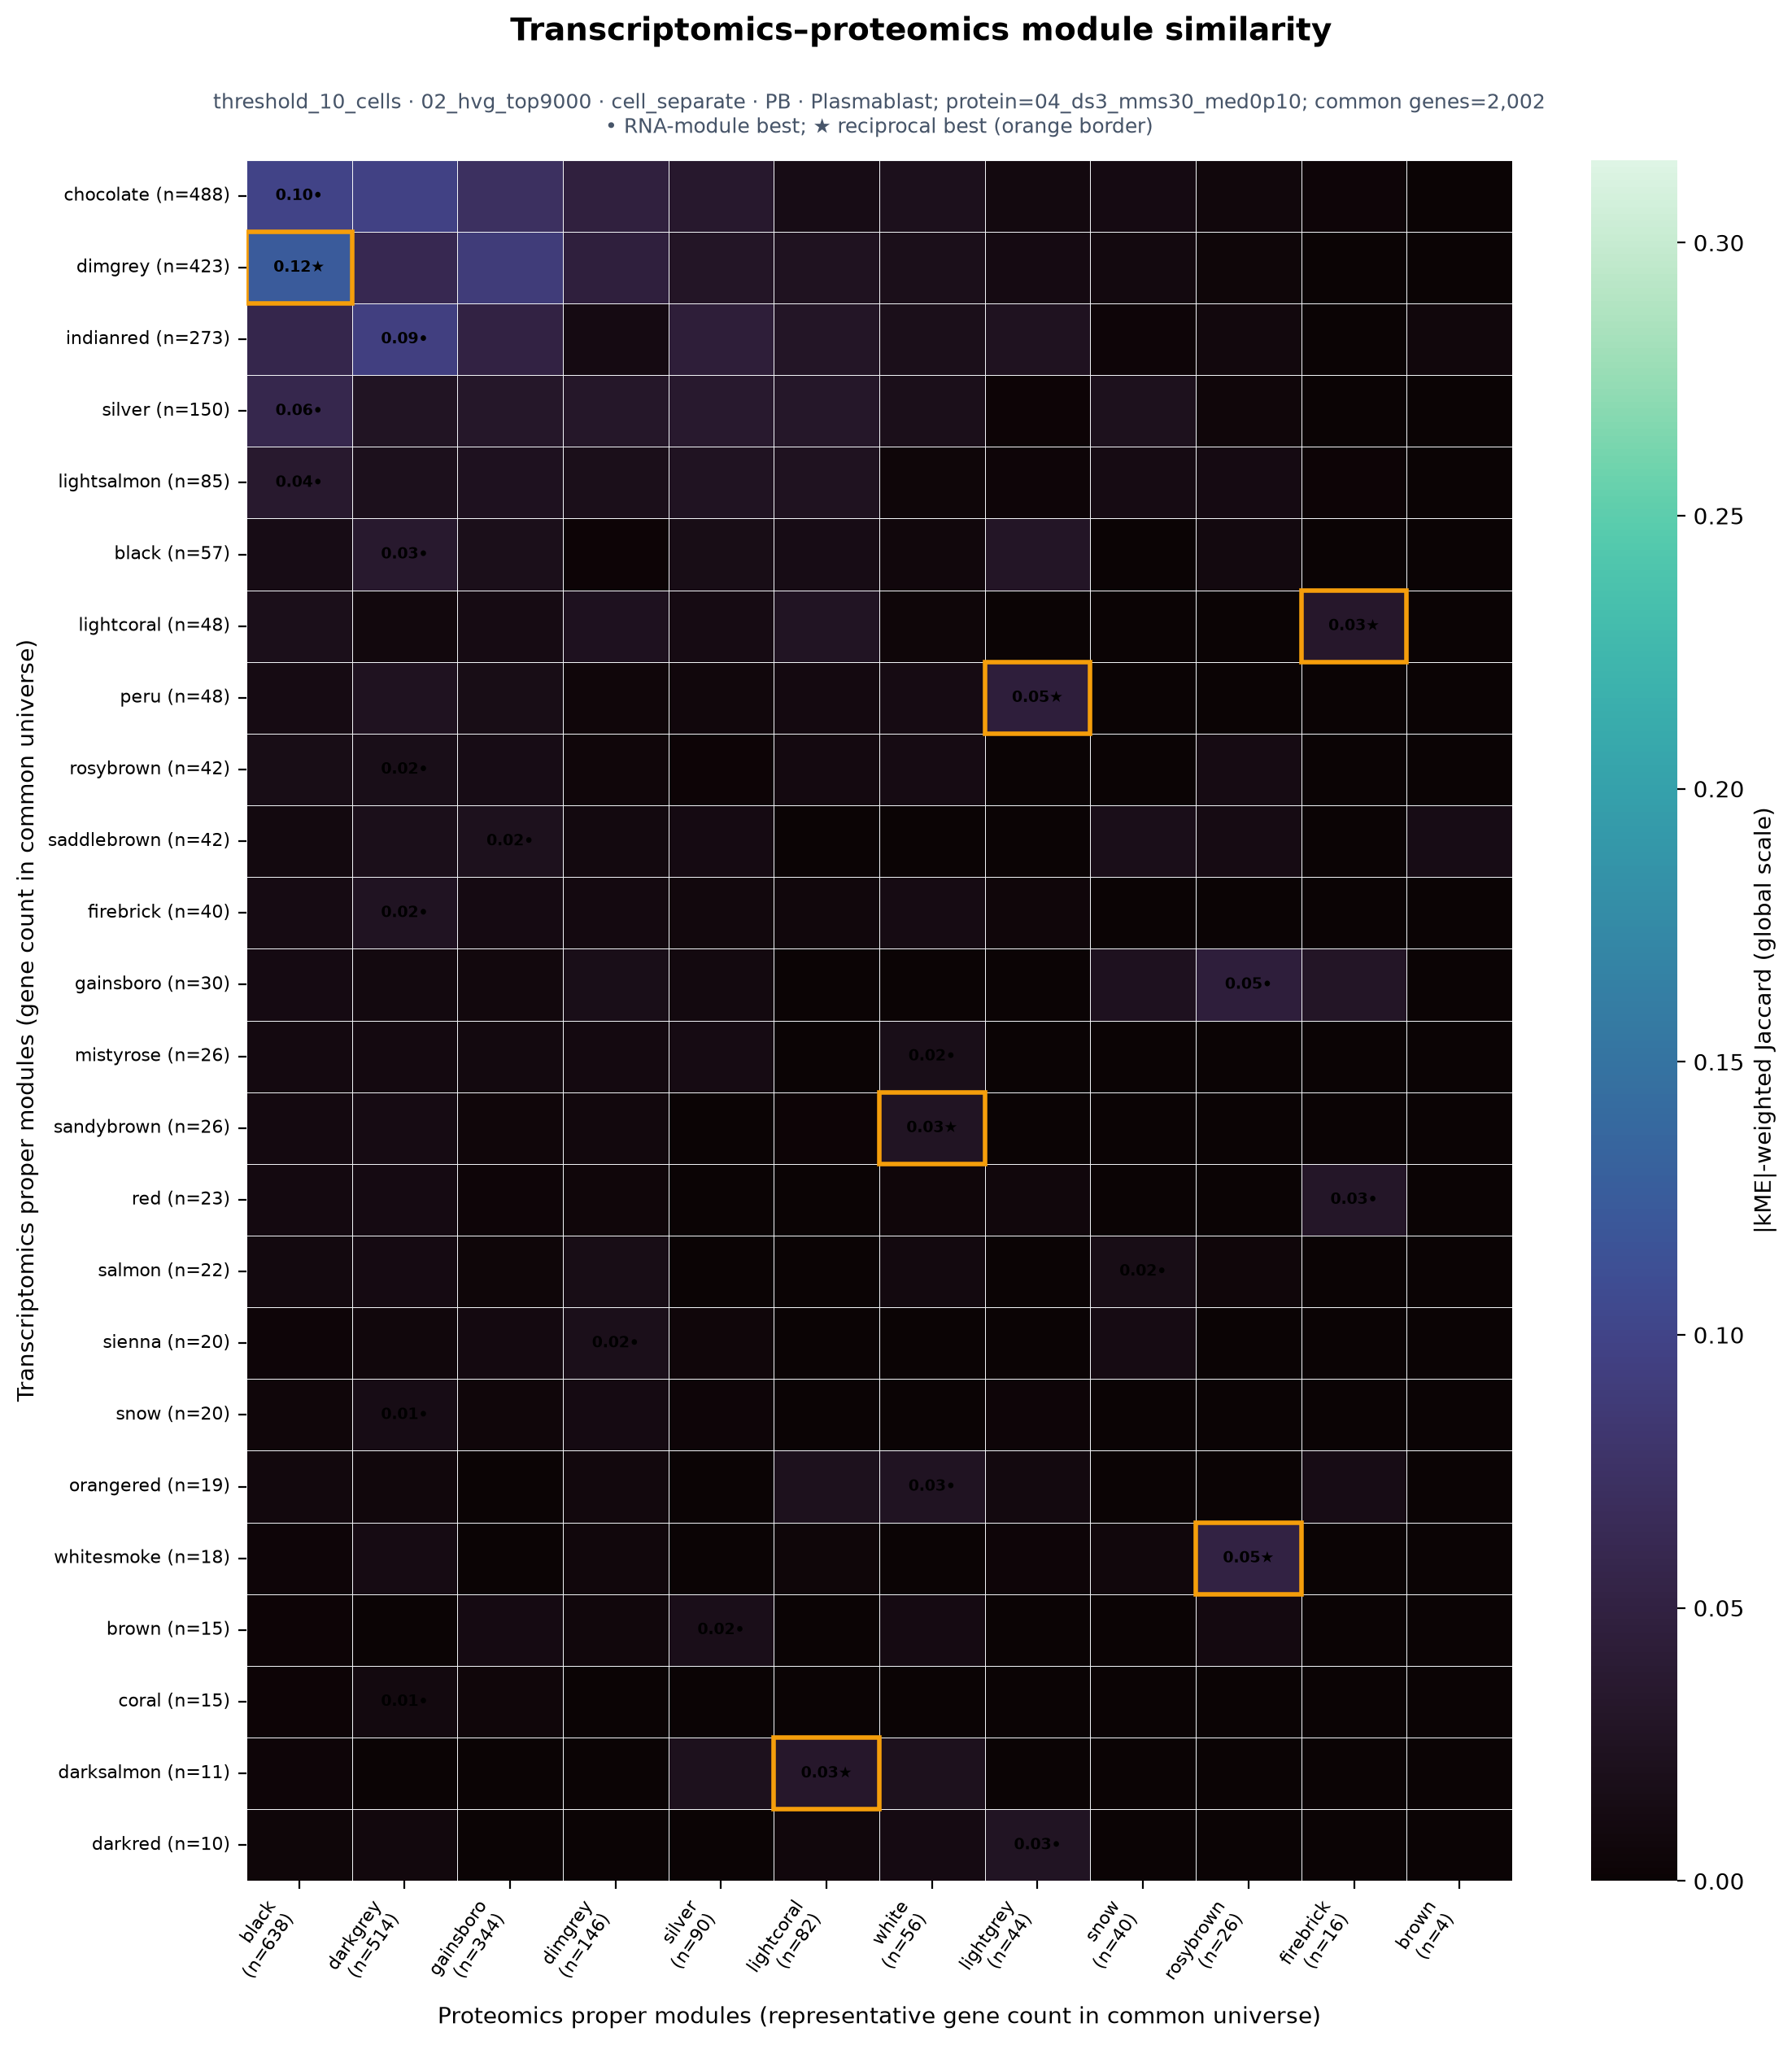 Transcriptomics–proteomics module similarity
threshold_10_cells · 02_hvg_top9000 · cell_separate · PB · Plasmablast; protein=04_ds3_mms30_med0p10; common genes=2,002
• RNA-module best; ★ reciprocal best (orange border)
Transcriptomics proper modules (gene count in common universe)
chocolate (n=488)
0.10•
dimgrey (n=423)
0.12★
indianred (n=273)
0.09•
silver (n=150)
0.06•
lightsalmon (n=85)
0.04•
black (n=57)
0.03•
lightcoral (n=48)
0.03★
peru (n=48)
0.05★
rosybrown (n=42)
0.02•
saddlebrown (n=42)
0.02•
firebrick (n=40)
0.02•
gainsboro (n=30)
0.05•
mistyrose (n=26)
0.02•
sandybrown (n=26)
0.03★
red (n=23)
0.03•
salmon (n=22)
0.02•
sienna (n=20)
0.02•
snow (n=20)
0.01•
orangered (n=19)
0.03•
whitesmoke (n=18)
0.05★
brown (n=15)
0.02•
coral (n=15)
0.01•
darksalmon (n=11)
0.03★
darkred (n=10)
0.03•
black
(n=638)
darkgrey
(n=514)
gainsboro
(n=344)
dimgrey
(n=146)
silver
(n=90)
lightcoral
(n=82)
white
(n=56)
lightgrey
(n=44)
snow
(n=40)
rosybrown
(n=26)
firebrick
(n=16)
brown
(n=4)
Proteomics proper modules (representative gene count in common universe)
0.30
0.25
0.20
0.15
0.10
0.05
0.00
|kME|-weighted Jaccard (global scale)